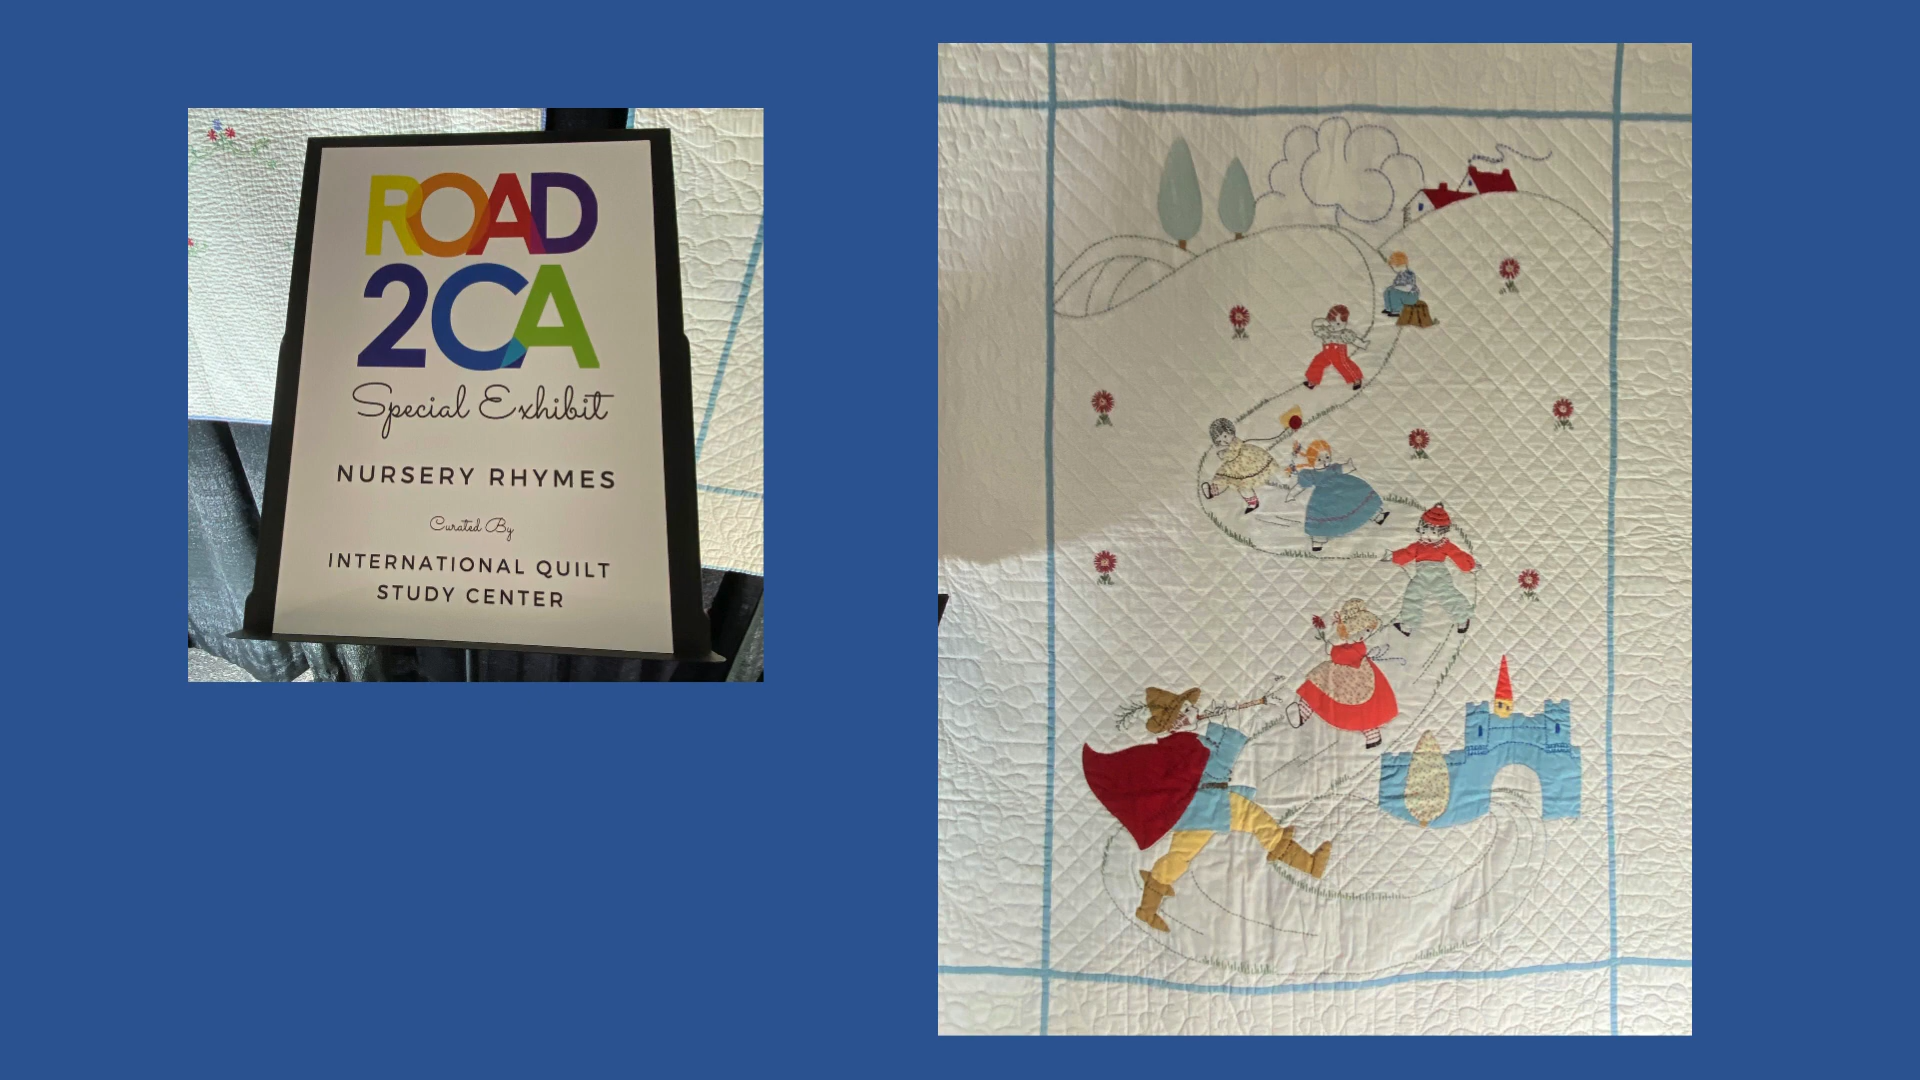 ROAD
2CA
Special Exhibit
NURSERY RHYMES
Curated By
INTERNATIONAL QUILT
STUDY CENTER